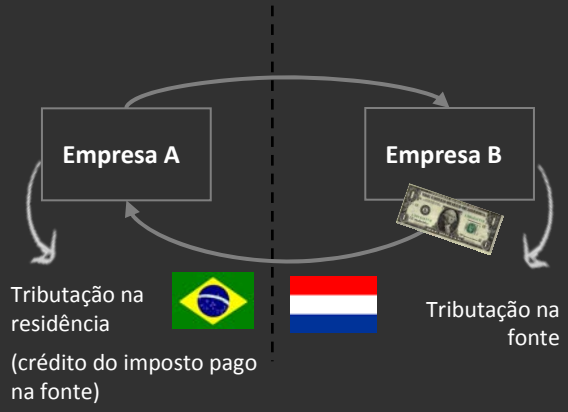 Empresa A
Empresa B
Tributação na
residência
(crédito do imposto pago
na fonte)
Tributação na
fonte